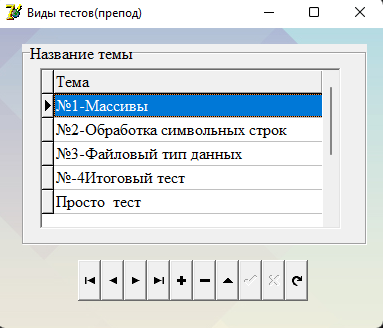 Виды тестов(препод)
Название темы
Тема
№1-Массивы
№2-Обработка символьных строк
№3-Файловый тип данных
№-4Итоговый тест
Просто  тест